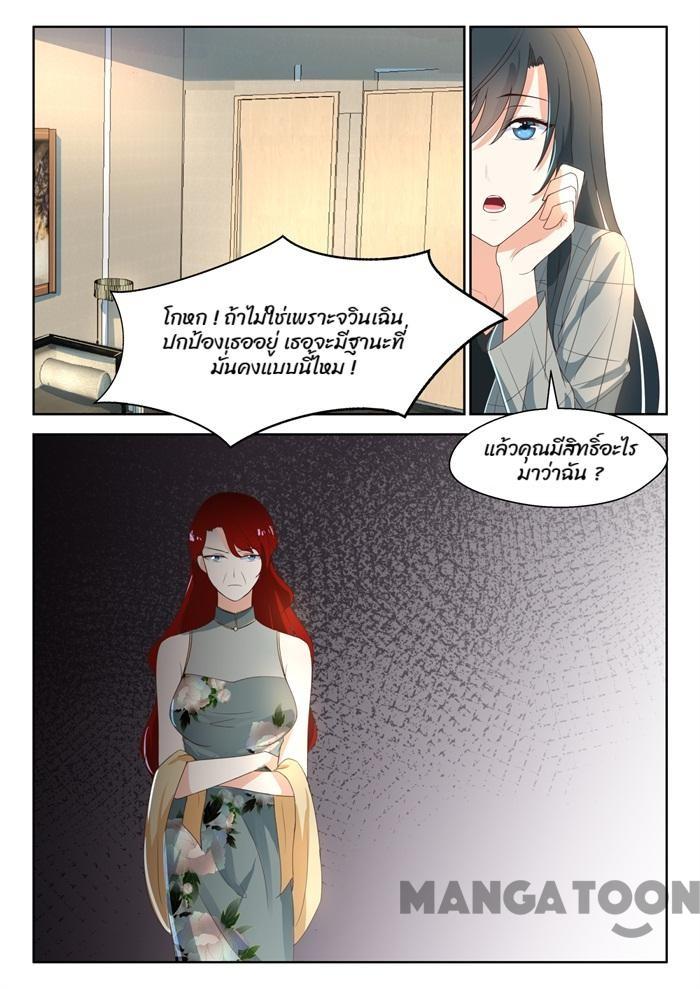 โกหก ! ถ้าไม่ใช่เพราะจวินเฉิน
ปกป้องเธออยู่ เธอจะมีฐานะที่
มั่นคงแบบนี้ไหม !
แล้วคุณมีสิทธิ์อะไร
มาว่าฉัน ?
MANGATOON